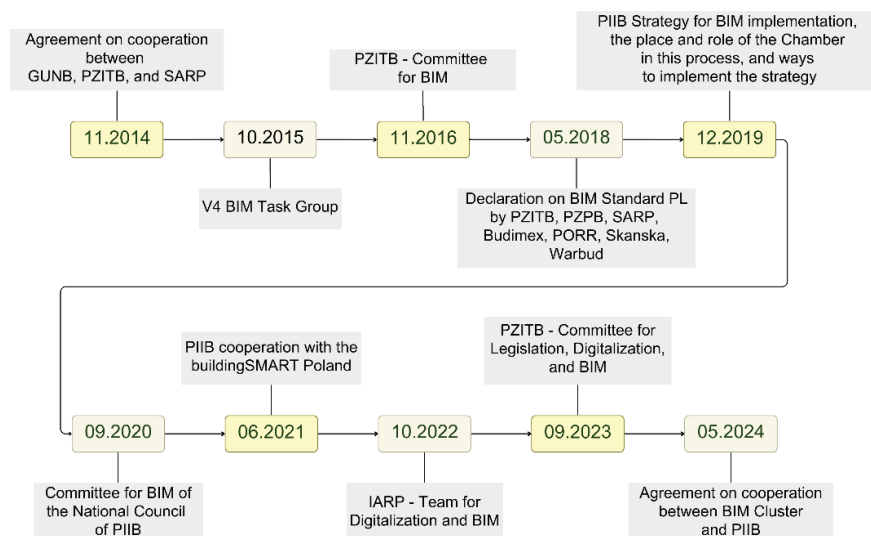 Agreement on cooperation
between
GUNB, PZITB, and SARP
PZITB - Committee
for BIM
PIIB Strategy for BIM implementation,
the place and role of the Chamber
in this process, and ways
to implement the strategy
11.2014
10.2015
11.2016
05.2018
12.2019
V4 BIM Task Group
Declaration on BIM Standard PL
by PZITB, PZPB, SARP,
Budimex, PORR, Skanska,
Warbud
PIIB cooperation with the
buildingSMART Poland
PZITB - Committee for
Legislation, Digitalization,
and BIM
09.2020
06.2021
10.2022
09.2023
05.2024
Committee for BIM of
the National Council
of PIIB
IARP - Team for
Digitalization and BIM
Agreement on cooperation
between BIM Cluster
and PIIB